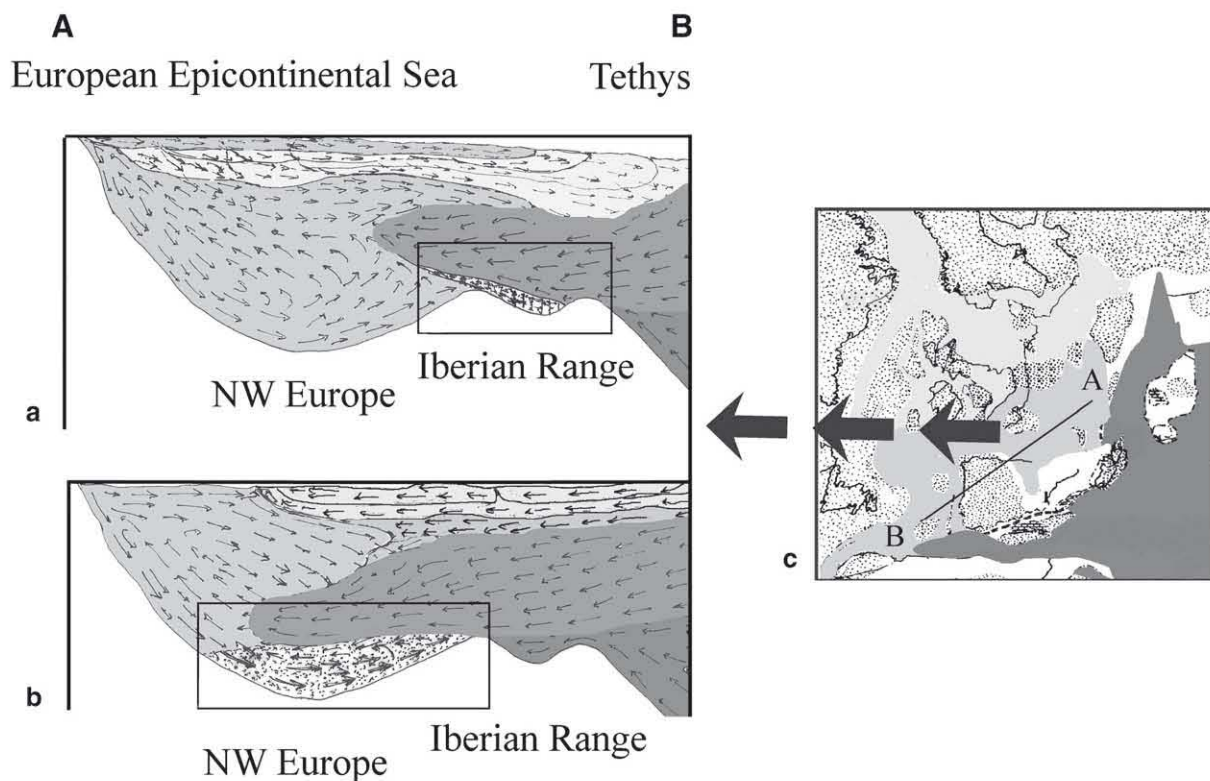 A B
European Epicontinental Sea Tethys
Iberian Range
NW Europe
a
A
B
c
b
Iberian Range
NW Europe